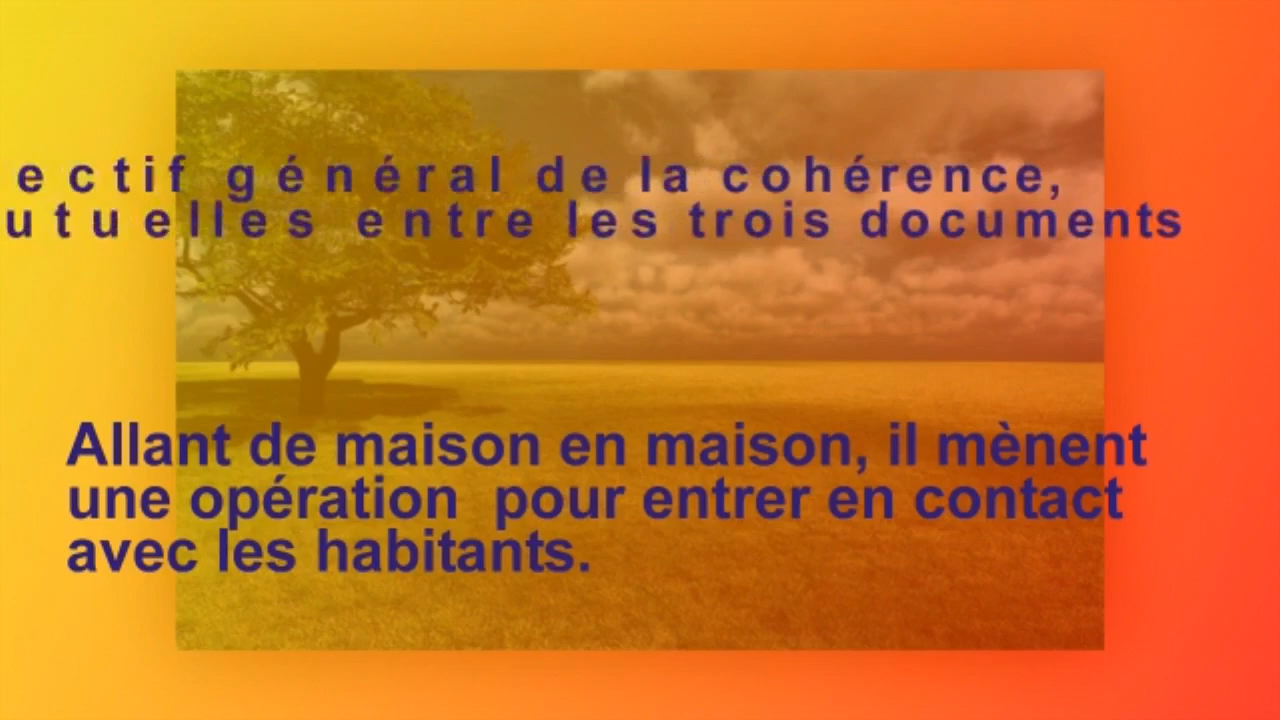 ectif général de la cohérence,
utuelles entre les trois documents
Allant de maison en maison, il mènent
une opération pour entrer en contact
avec les habitants.